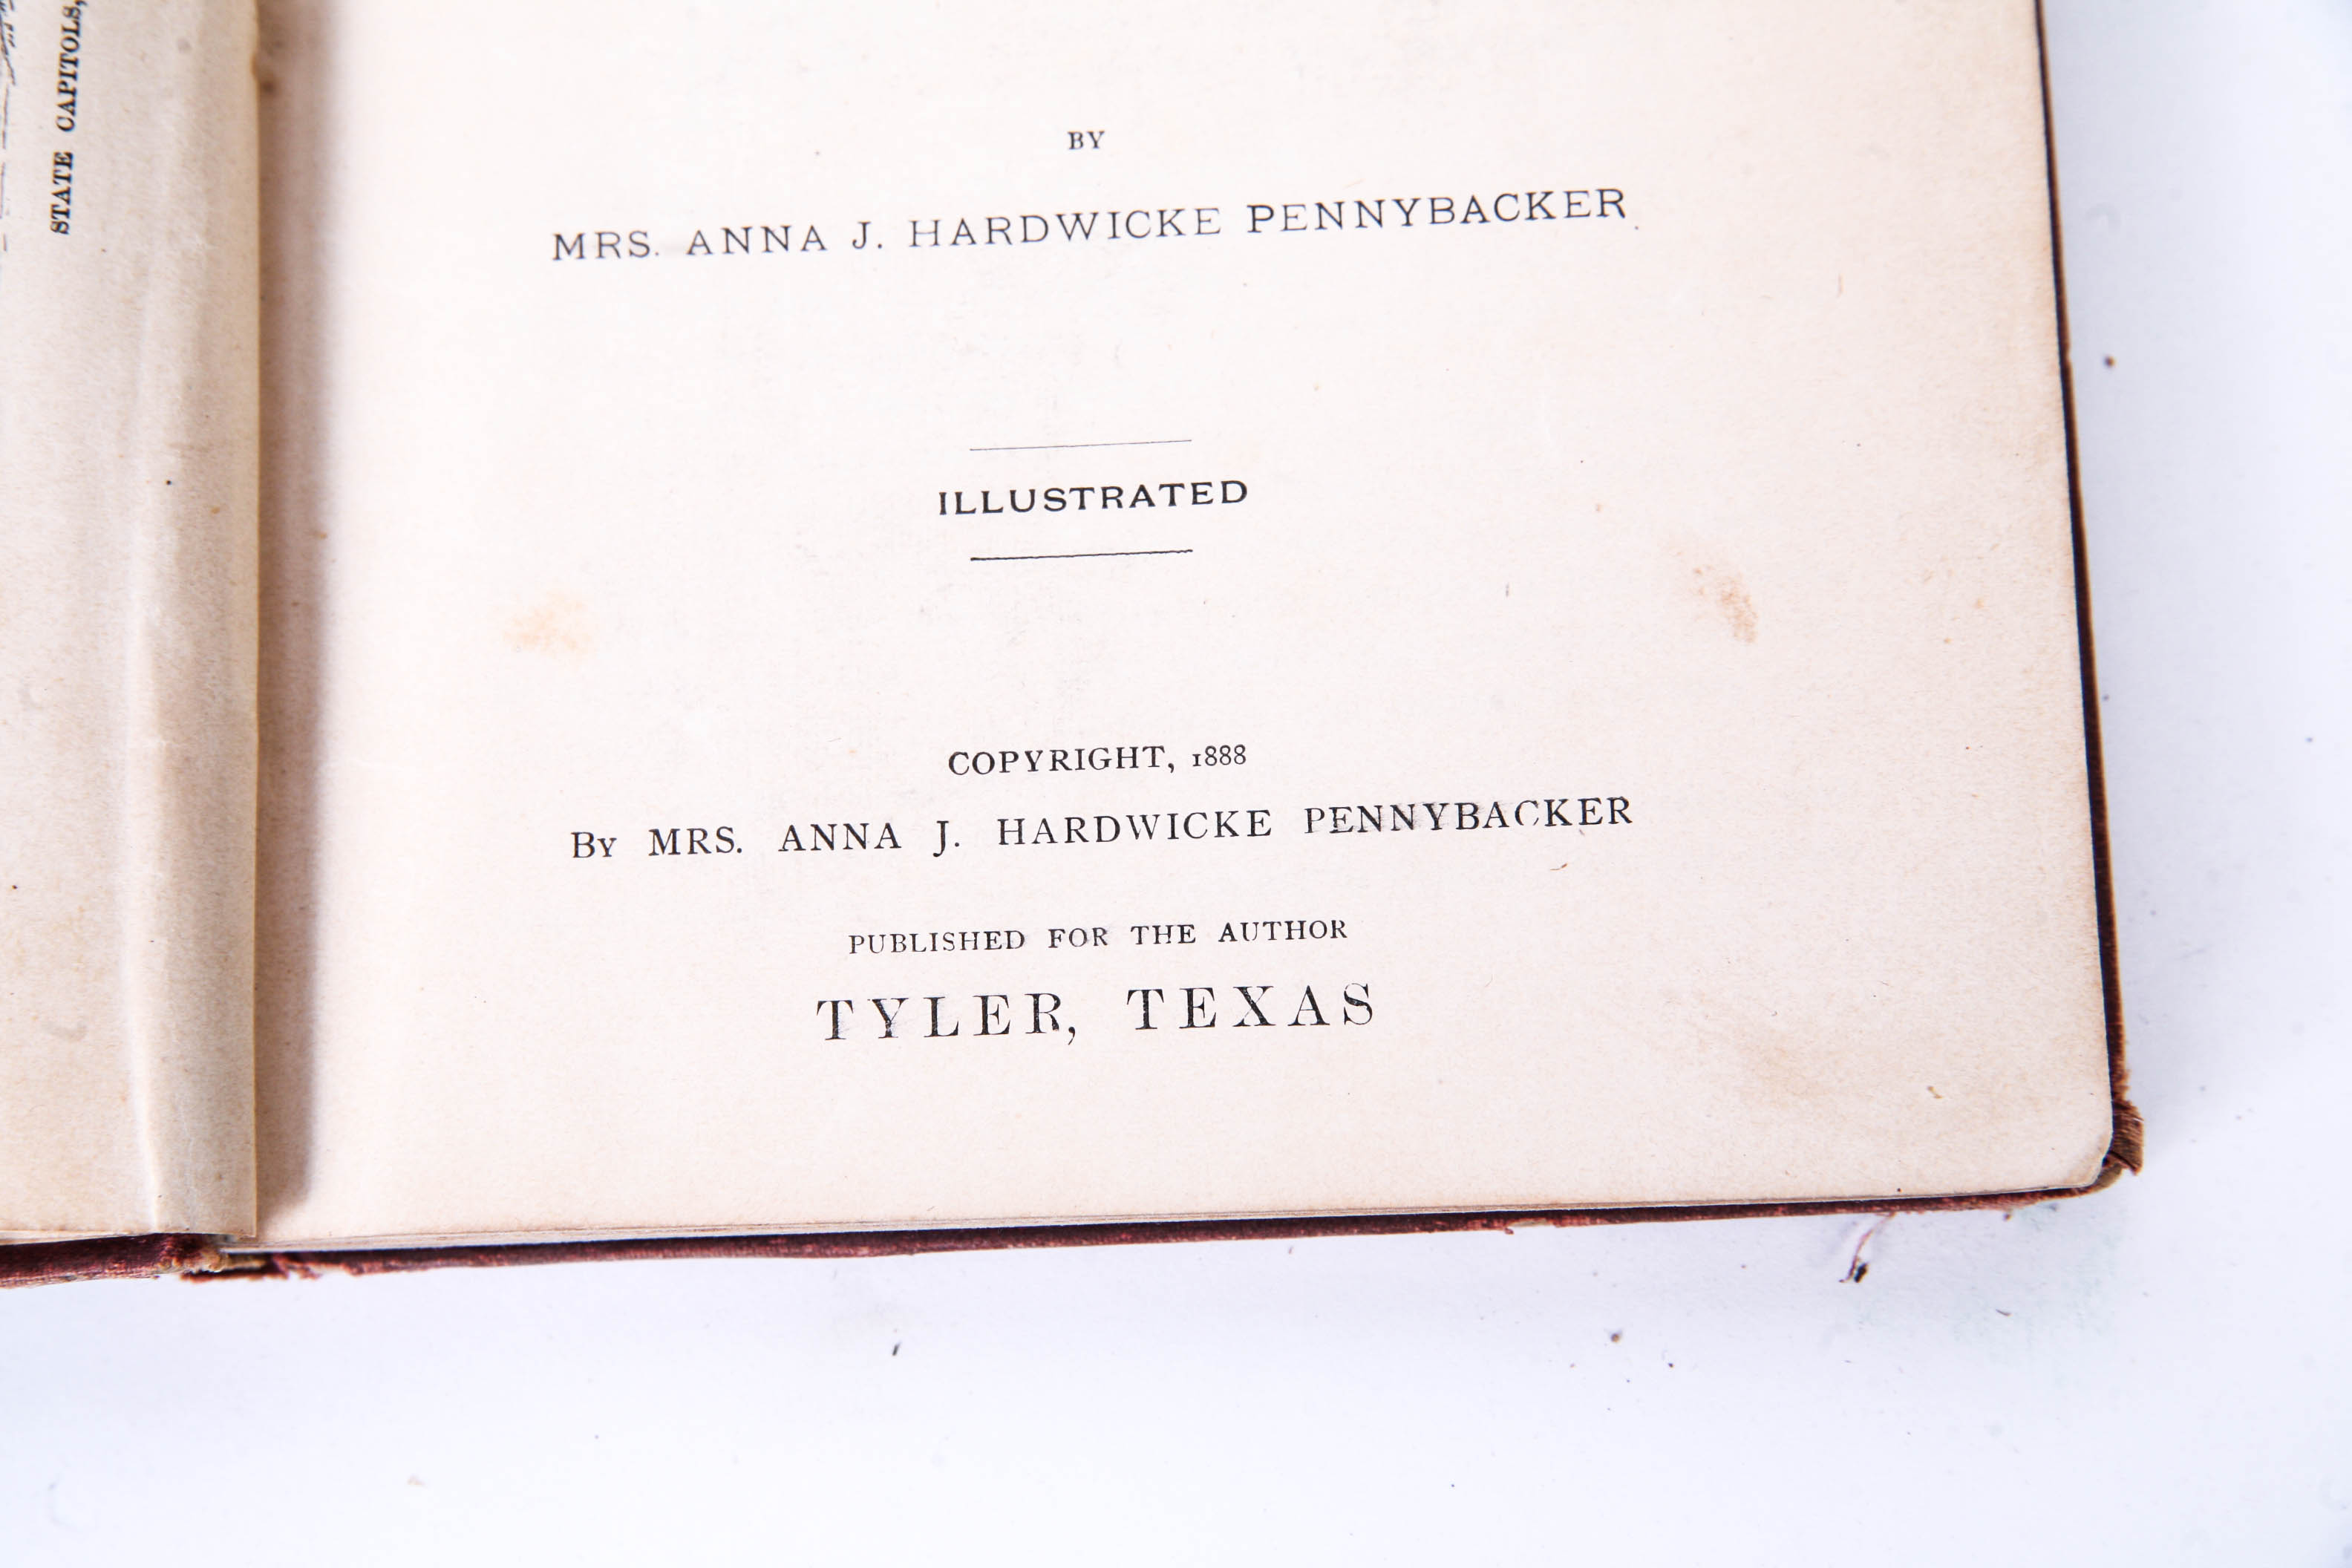 STATE CAPITOLS,
BY
MRS. ANNA J. HARDWICKE PENNYBACKER
ILLUSTRATED
COPYRIGHT, 1888
By MRS. ANNA J. HARDWICKE PENNYBACKER
PUBLISHED FOR THE AUTHOR
TYLER, TEXAS